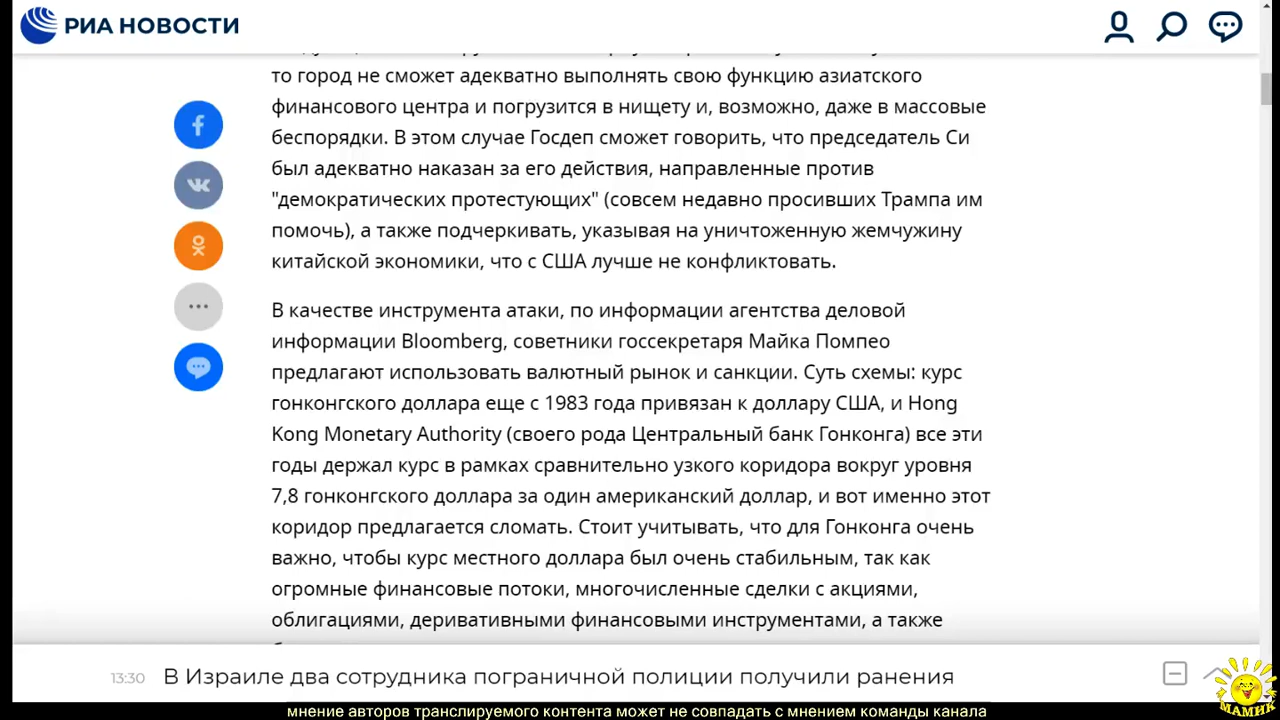 РИА НОВОСТИ
то город не сможет адекватно выполнять свою функцию азиатского
финансового центра и погрузится в нищету и, возможно, даже в массовые
беспорядки. В этом случае Госдеп сможет говорить, что председатель Си
был адекватно наказан за его действия, направленные против
"демократических протестующих" (совсем недавно просивших Трампа им
помочь), а также подчеркивать, указывая на уничтоженную жемчужину
китайской экономики, что с США лучше не конфликтовать.
В качестве инструмента атаки, по информации агентства деловой
информации Bloomberg, советники госсекретаря Майка Помпео
предлагают использовать валютный рынок и санкции. Суть схемы: курс
гонконгского доллара еще с 1983 года привязан к доллару США, и Hong
Kong Monetary Authority (своего рода Центральный банк Гонконга) все эти
годы держал курс в рамках сравнительно узкого коридора вокруг уровня
7,8 гонконгского доллара за один американский доллар, и вот именно этот
коридор предлагается сломать. Стоит учитывать, что для Гонконга очень
важно, чтобы курс местного доллара был очень стабильным, так как
огромные финансовые потоки, многочисленные сделки с акциями,
облигациями, деривативными финансовыми инструментами, а также
13:30 В Израиле два сотрудника пограничной полиции получили ранения
МАМИК
мнение авторов транслируемого контента может не совпадать с мнением команды канала